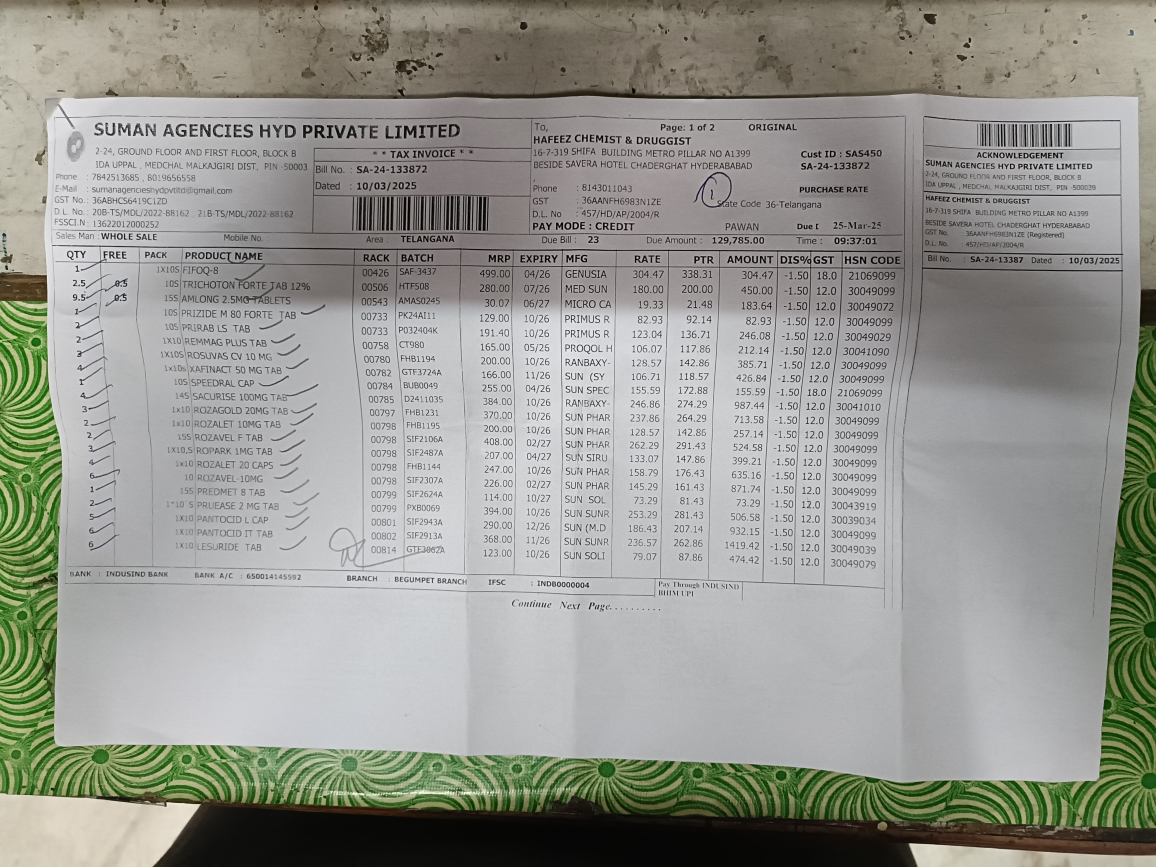 SUMAN AGENCIES HYD PRIVATE LIMITED
2-24, GROUND FLOOR AND FIRST FLOOR, BLOCK B
IDA UPPAL, MEDCHAL MALKAJGIRI DIST, PIN -50003
Phone : 7842513685 , 8019656558
E-Mail : sumanagencieshydpvtltd@gmail.com
GST No : 36ABHCS6419C1ZD
D.L. No : 20B-TS/MDL/2022-88162 , 21B-TS/MDL/2022-88162
FSSCI.N : 13622012000252
* * TAX INVOICE * *
Bill No. : SA-24-133872
Dated : 10/03/2025
To, Page: 1 of 2 ORIGINAL
HAFEEZ CHEMIST & DRUGGIST
16-7-319 SHIFA BUILDING METRO PILLAR NO A1399 Cust ID : SAS450
BESIDE SAVERA HOTEL CHADERGHAT HYDERABABAD SA-24-133872
Phone : 8143011043 PURCHASE RATE
GST : 36AANFH6983N1ZE State Code 36-Telangana
D.L. No : 457/HD/AP/2004/R
1
PAY MODE : CREDIT PAWAN Due D 25-Mar-25
Sales Man : WHOLE SALE Mobile No. Area : TELANGANA Due Bill : 23 Due Amount : 129,785.00 Time : 09:37:01
QTY FREE PACK PRODUCT NAME RACK BATCH MRP EXPIRY MFG RATE PTR AMOUNT DIS% GST HSN CODE
1 1X10S FIFOQ-8 00426 SAF-3437 499.00 04/26 GENUSIA 304.47 338.31 304.47 -1.50 18.0 21069099
2.5 0.5 10S TRICHOTON FORTE TAB 12% 00506 HTF508 280.00 07/26 MED SUN 180.00 200.00 450.00 -1.50 12.0 30049099
9.5 0.5 15S AMLONG 2.5MG TABLETS 00543 AMAS0245 30.07 06/27 MICRO CA 19.33 21.48 183.64 -1.50 12.0 30049072
1 10S PRIZIDE M 80 FORTE TAB 00733 PK24AI11 129.00 10/26 PRIMUS R 82.93 92.14 82.93 -1.50 12.0 30049099
2 10S PRIRAB LS TAB 00733 P032404K 191.40 10/26 PRIMUS R 123.04 136.71 246.08 -1.50 12.0 30049029
2 1X10 REMMAG PLUS TAB 00758 CT980 165.00 05/26 PROQOL H 106.07 117.86 212.14 -1.50 12.0 30041090
3 1X10S ROSUVAS CV 10 MG 00780 FHB1194 200.00 10/26 RANBAXY- 128.57 142.86 385.71 -1.50 12.0 30049099
4 1x10s XAFINACT 50 MG TAB 00782 GTF3724A 166.00 11/26 SUN (SY 106.71 118.57 426.84 -1.50 12.0 30049099
1 10S SPEEDRAL CAP 00784 BUB0049 255.00 04/26 SUN SPEC 155.59 172.88 155.59 -1.50 18.0 21069099
4 14S SACURISE 100MG TAB 00785 D2411035 384.00 10/26 RANBAXY- 246.86 274.29 987.44 -1.50 12.0 30041010
3 1x10 ROZAGOLD 20MG TAB 00797 FHB1231 370.00 10/26 SUN PHAR 237.86 264.29 713.58 -1.50 12.0 30049099
2 1x10 ROZALET 10MG TAB 00798 FHB1195 200.00 10/26 SUN PHAR 128.57 142.86 257.14 -1.50 12.0 30049099
2 15S ROZAVEL F TAB 00798 SIF2106A 408.00 02/27 SUN PHAR 262.29 291.43 524.58 -1.50 12.0 30049099
3 1X10,S ROPARK 1MG TAB 00798 SIF2487A 207.00 04/27 SUN SIRU 133.07 147.86 399.21 -1.50 12.0 30049099
4 1x10 ROZALET 20 CAPS 00798 FHB1144 247.00 10/26 SUN PHAR 158.79 176.43 635.16 -1.50 12.0 30049099
6 10 ROZAVEL-10MG 00798 SIF2307A 226.00 02/27 SUN PHAR 145.29 161.43 871.74 -1.50 12.0 30049099
1 15S PREDMET 8 TAB 00799 SIF2624A 114.00 10/27 SUN SOL 73.29 81.43 73.29 -1.50 12.0 30043919
2 1*10 S PRUEASE 2 MG TAB 00799 PXB0069 394.00 10/26 SUN SUNR 253.29 281.43 506.58 -1.50 12.0 30039034
5 1X10 PANTOCID L CAP 00801 SIF2943A 290.00 12/26 SUN (M.D 186.43 207.14 932.15 -1.50 12.0 30049099
6 1X10 PANTOCID IT TAB 00802 SIF2913A 368.00 11/26 SUN SUNR 236.57 262.86 1419.42 -1.50 12.0 30049039
6 1X10 LESURIDE TAB 00814 GTF3062A 123.00 10/26 SUN SOLI 79.07 87.86 474.42 -1.50 12.0 30049079
BANK : INDUSIND BANK BANK A/C : 650014145592 BRANCH : BEGUMPET BRANCH IFSC : INDB0000004 Pay Through INDUSIND
BHIM UPI
Continue Next Page..........
ACKNOWLEDGEMENT
SUMAN AGENCIES HYD PRIVATE LIMITED
2-24, GROUND FLOOR AND FIRST FLOOR, BLOCK B
IDA UPPAL , MEDCHAL MALKAJGIRI DIST, PIN -500039
HAFEEZ CHEMIST & DRUGGIST
16-7-319 SHIFA BUILDING METRO PILLAR NO A1399
BESIDE SAVERA HOTEL CHADERGHAT HYDERABABAD
GST No. : 36AANFH6983N1ZE (Registered)
D.L. No. : 457/HD/AP/2004/R
Bill No. : SA-24-13387 Dated : 10/03/2025